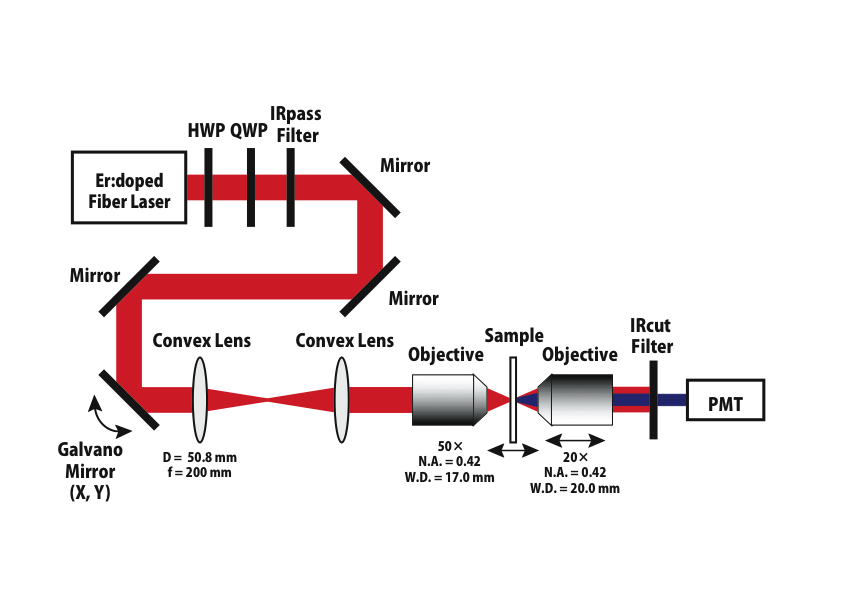 IRpass
HWP QWP Filter
Mirror
Er:doped
Fiber Laser
Mirror
Mirror
Convex Lens
Convex Lens
Objective
Sample
Objective
IRcut
Filter
PMT
Galvano
Mirror
(X, Y)
D = 50.8 mm
f = 200 mm
50×
N.A. = 0.42
W.D. = 17.0 mm
20×
N.A. = 0.42
W.D. = 20.0 mm